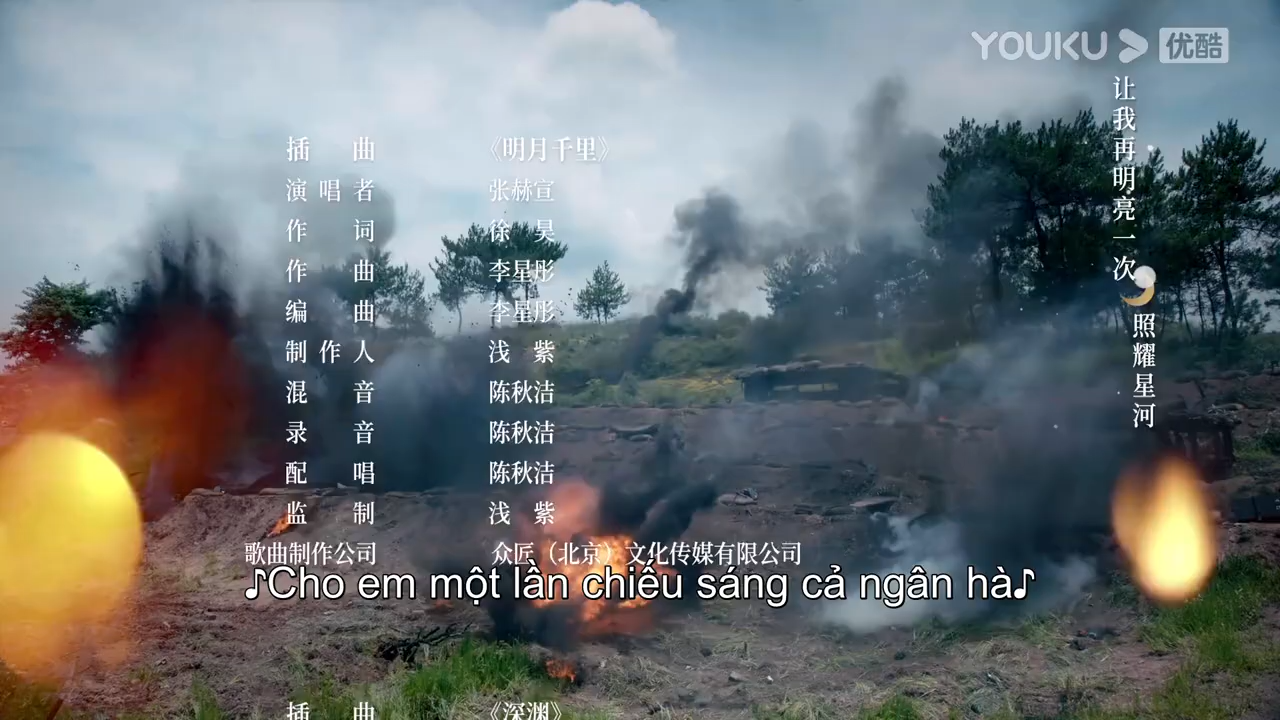 YOUKU 优酷
让我再明亮一次
照耀星河
插 曲 《明月千里》
演 唱 者 张赫宣
作 词 徐 昊
作 曲 李星彤
编 曲 李星彤
制 作 人 浅 紫
混 音 陈秋洁
录 音 陈秋洁
配 唱 陈秋洁
监 制 浅 紫
歌曲制作公司 众匠（北京）文化传媒有限公司
♪Cho em một lần chiếu sáng cả ngân hà♪
插 曲 《深渊》